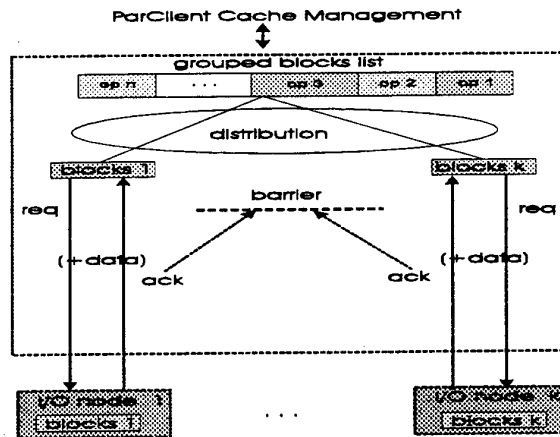 ParClient Cache Management
grouped blocks list
op n ... op 3 op 2 op 1
distribution
blocks 1 blocks k
barrier
req req
(+data) (+data)
ack ack
I/O node 1 I/O node k
blocks 1 ... blocks k